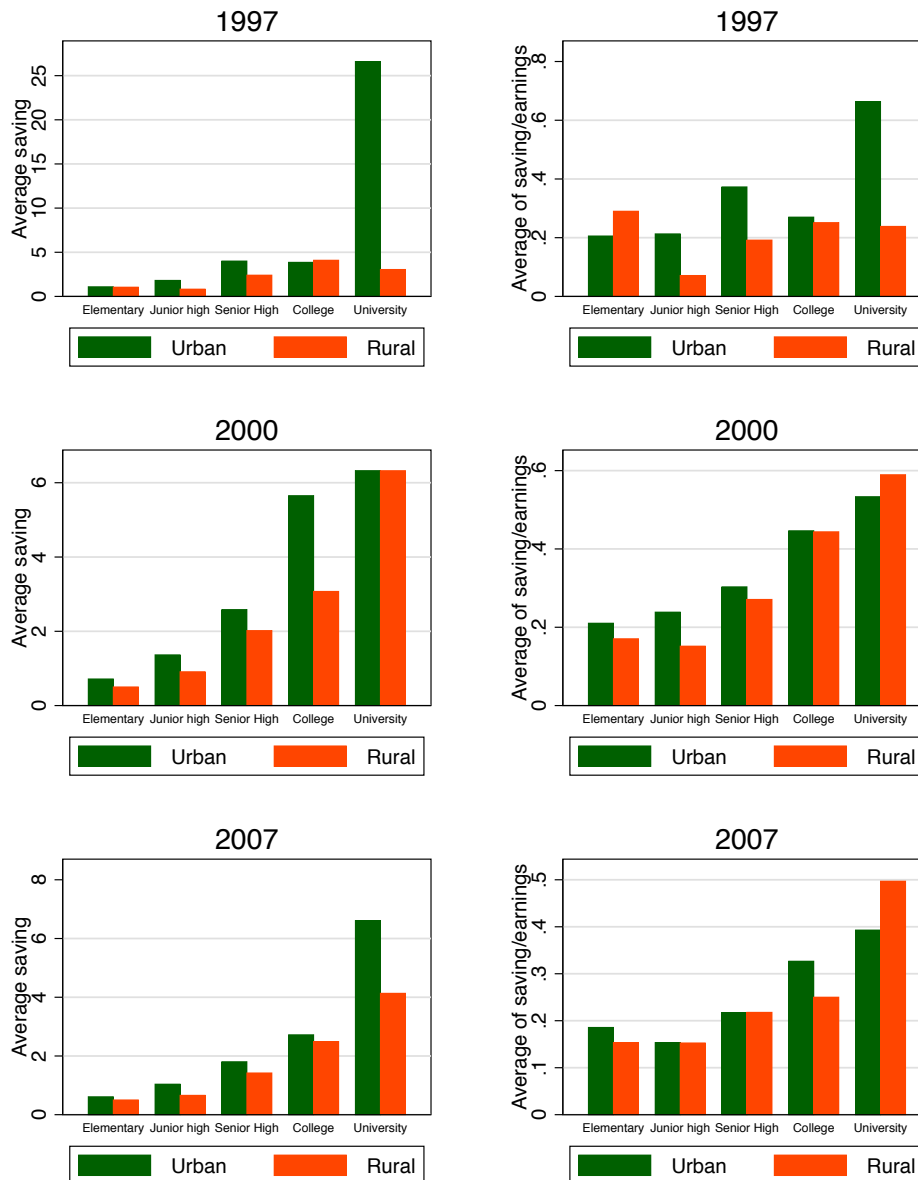 1997
Average saving
0 5 10 15 20 25
Elementary Junior high Senior High College University
Urban Rural
1997
Average of saving/earnings
0 .2 .4 .6 .8
Elementary Junior high Senior High College University
Urban Rural
2000
Average saving
0 2 4 6
Elementary Junior high Senior High College University
Urban Rural
2000
Average of saving/earnings
0 .2 .4 .6
Elementary Junior high Senior High College University
Urban Rural
2007
Average saving
0 2 4 6 8
Elementary Junior high Senior High College University
Urban Rural
2007
Average of saving/earnings
0 .1 .2 .3 .4 .5
Elementary Junior high Senior High College University
Urban Rural